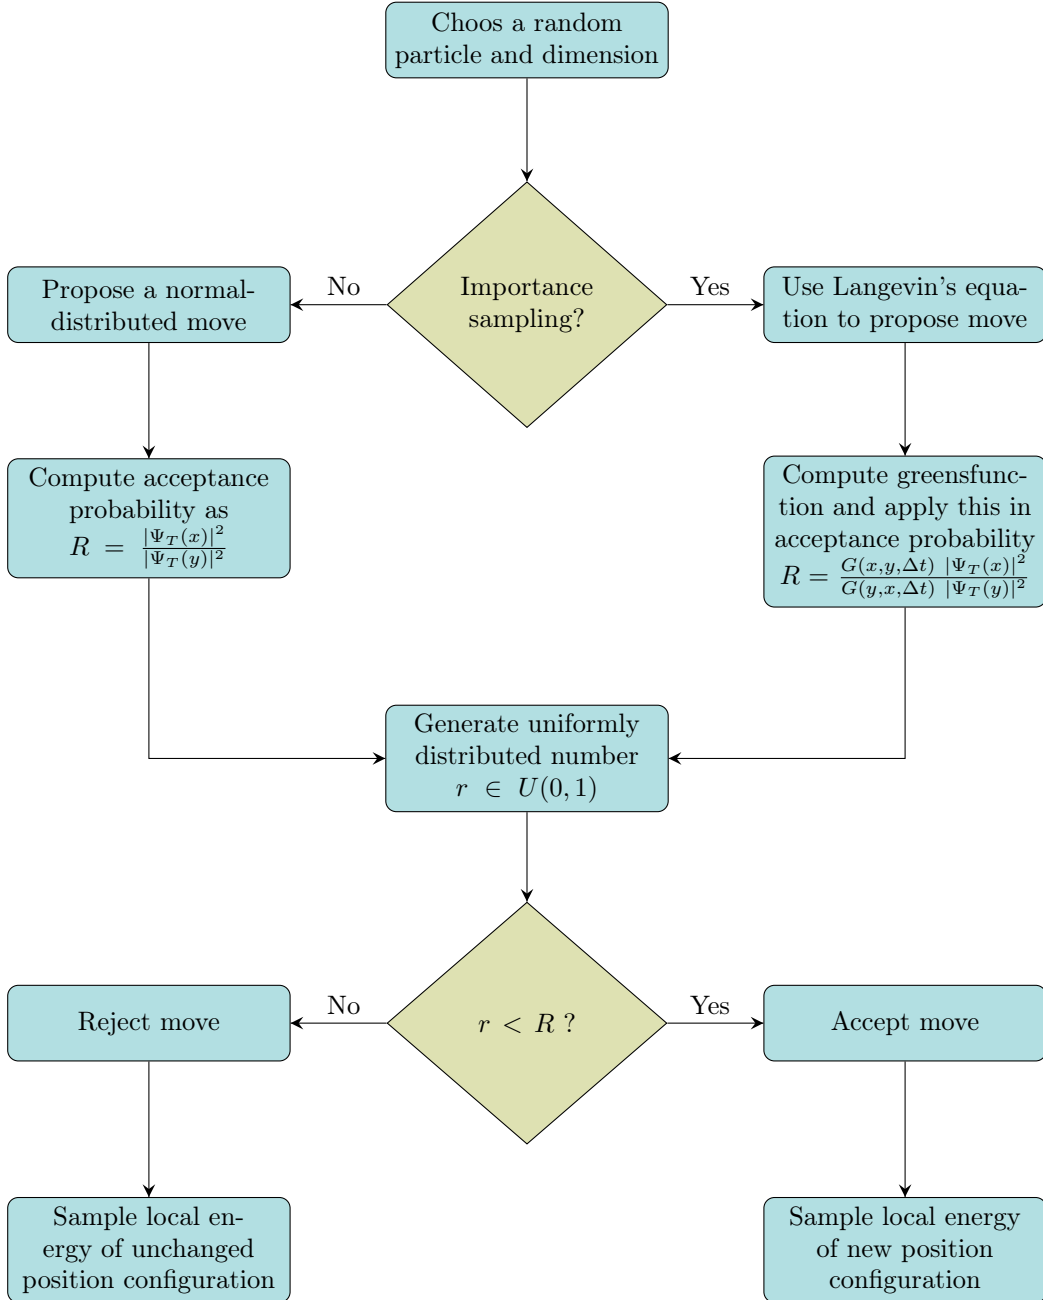 Choos a random
particle and dimension
Importance
sampling?
No
Yes
Propose a normal-
distributed move
Use Langevin's equa-
tion to propose move
Compute acceptance
probability as
R = |Ψ_T(x)|² / |Ψ_T(y)|²
Compute greensfunc-
tion and apply this in
acceptance probability
R = G(x,y,Δt) |Ψ_T(x)|² / G(y,x,Δt) |Ψ_T(y)|²
Generate uniformly
distributed number
r ∈ U(0, 1)
r < R ?
No
Yes
Reject move
Accept move
Sample local en-
ergy of unchanged
position configuration
Sample local energy
of new position
configuration